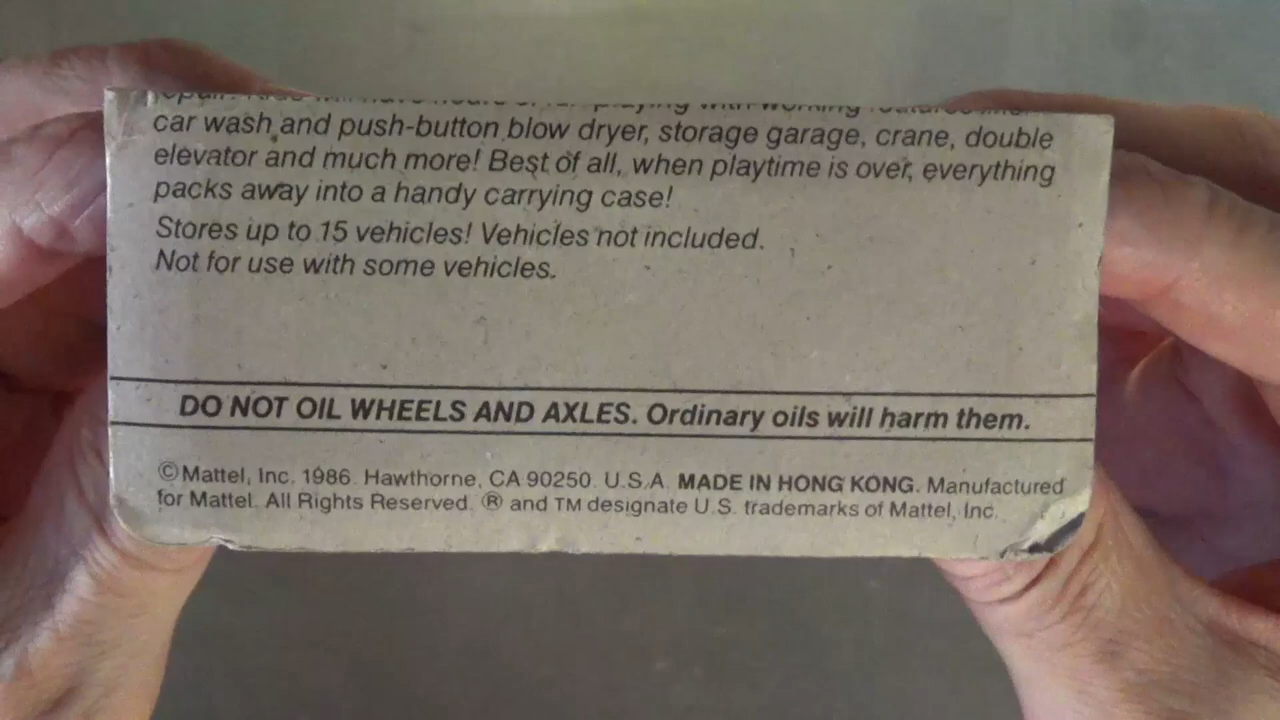 playing with working
car wash and push-button blow dryer, storage garage, crane, double
elevator and much more! Best of all, when playtime is over, everything
packs away into a handy carrying case!
Stores up to 15 vehicles! Vehicles not included.
Not for use with some vehicles.
DO NOT OIL WHEELS AND AXLES. Ordinary oils will harm them.
©Mattel, Inc. 1986. Hawthorne, CA 90250. U.S.A. MADE IN HONG KONG. Manufactured
for Mattel. All Rights Reserved. ® and TM designate U.S. trademarks of Mattel, Inc.